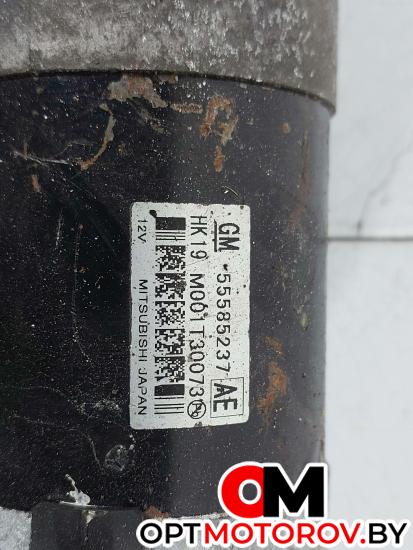 GM 55585237 AE
HK19 M001T30073
12V MITSUBISHI JAPAN
OM
OPTMOTOROV.BY